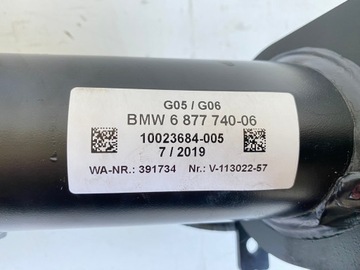 G05 / G06
BMW 6 877 740-06
10023684-005
7 / 2019
WA-NR.: 391734 Nr.: V-113022-57